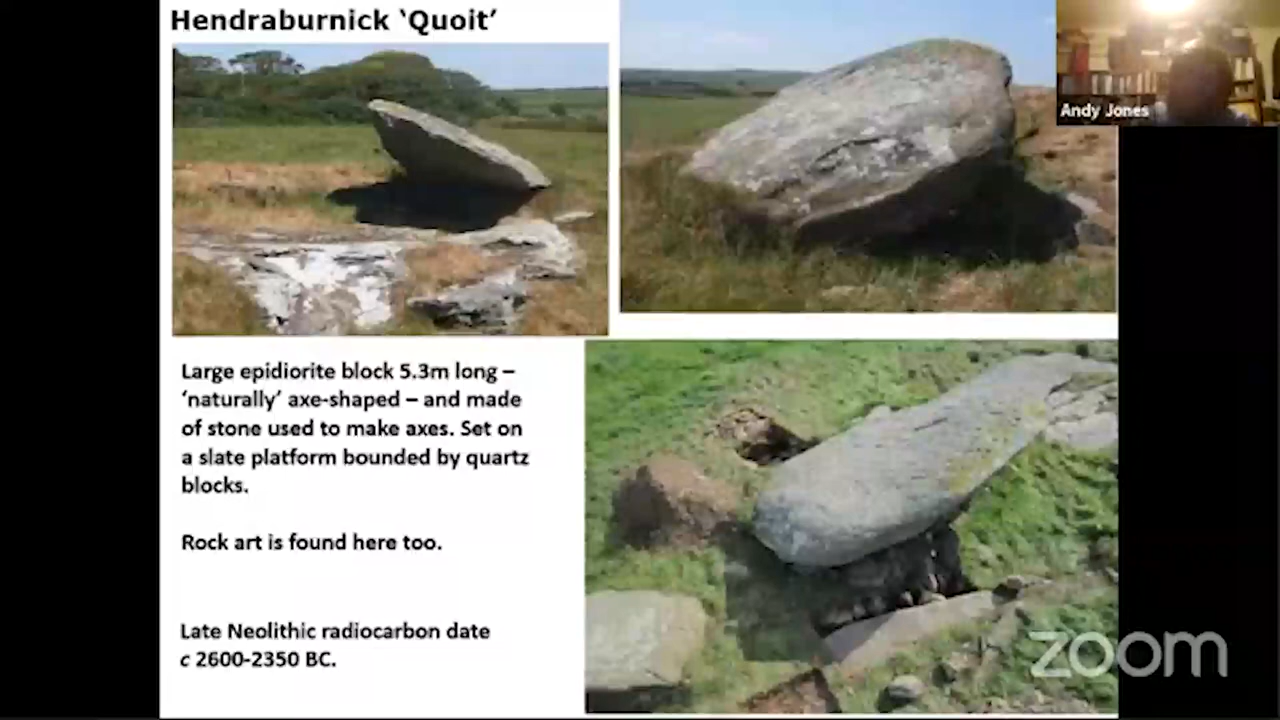 Hendraburnick ‘Quoit’
Andy Jones
Large epidiorite block 5.3m long –
‘naturally’ axe-shaped – and made
of stone used to make axes. Set on
a slate platform bounded by quartz
blocks.
Rock art is found here too.
Late Neolithic radiocarbon date
c 2600-2350 BC.
zoom